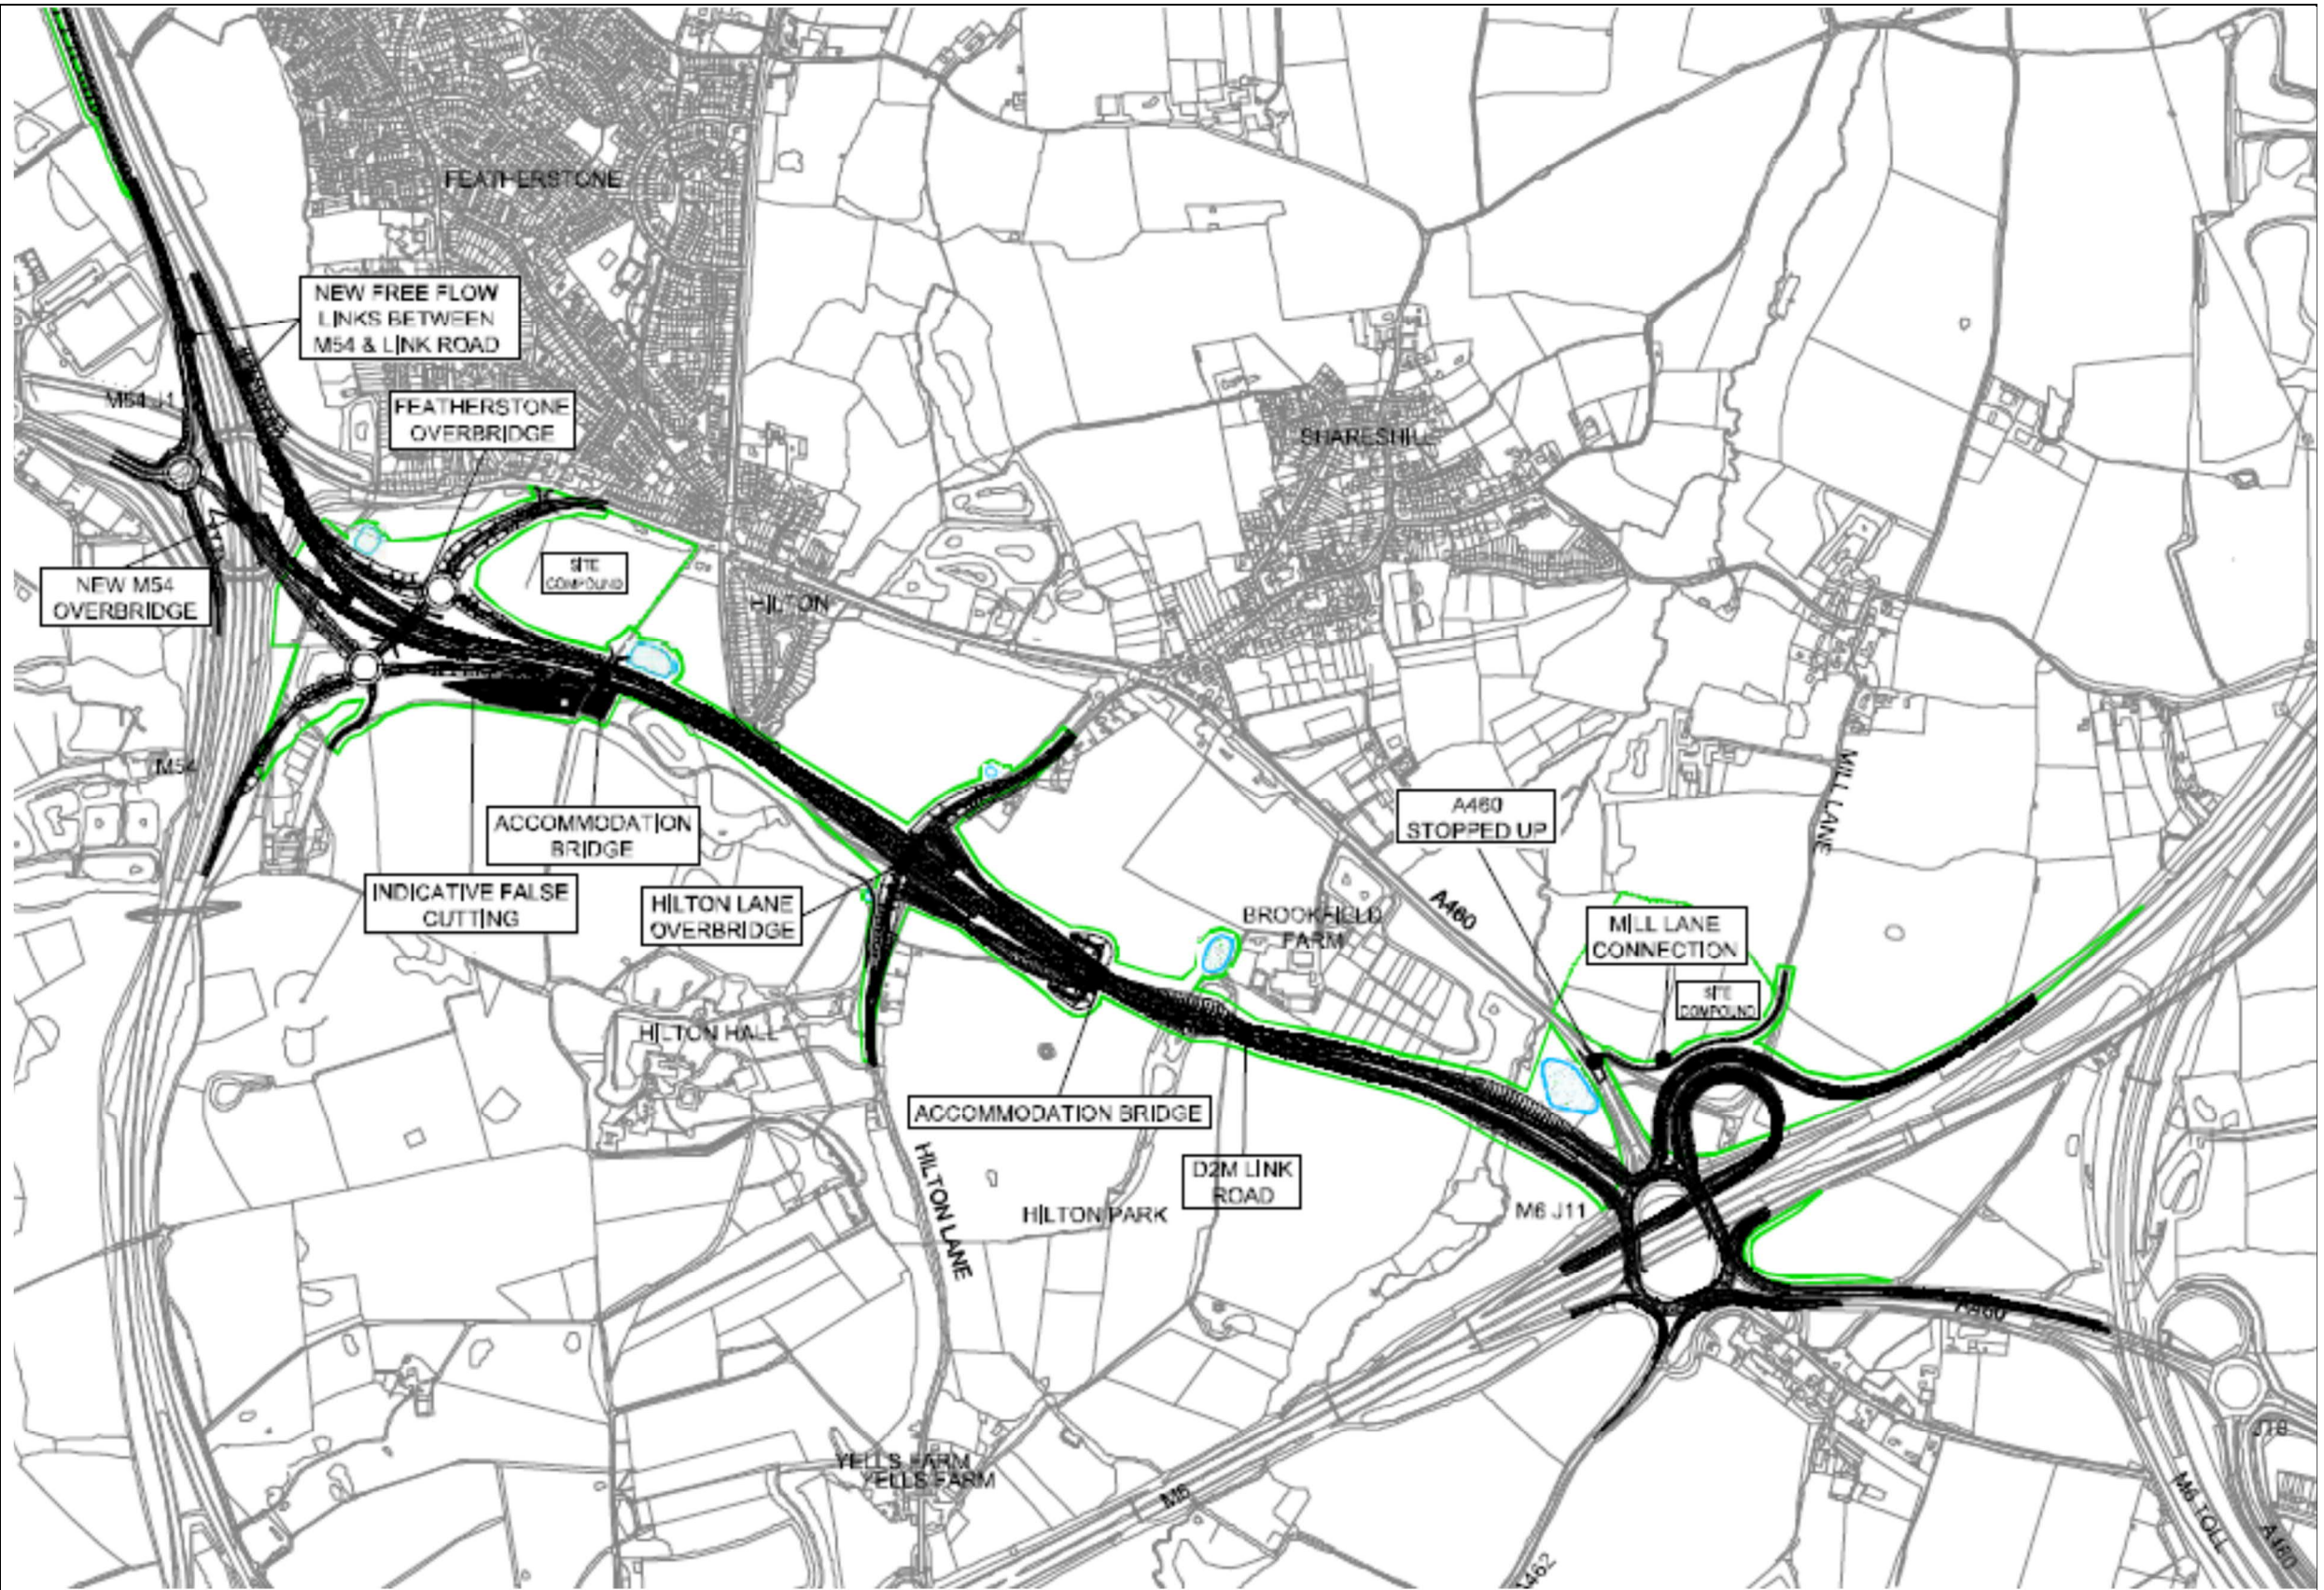 FEATHERSTONE
NEW FREE FLOW
LINKS BETWEEN
M54 & LINK ROAD
M54 J1
FEATHERSTONE
OVERBRIDGE
SHARESHILL
NEW M54
OVERBRIDGE
SITE
COMPOUND
HILTON
M54
MILL LANE
ACCOMMODATION
BRIDGE
A460
STOPPED UP
INDICATIVE FALSE
CUTTING
HILTON LANE
OVERBRIDGE
BROOKFIELD
FARM
A460
MILL LANE
CONNECTION
SITE
COMPOUND
HILTON HALL
ACCOMMODATION BRIDGE
D2M LINK
ROAD
HILTON LANE
HILTON PARK
M6 J11
A460
YELLS FARM
YELLS FARM
M6
M6 TOLL
A460
A462